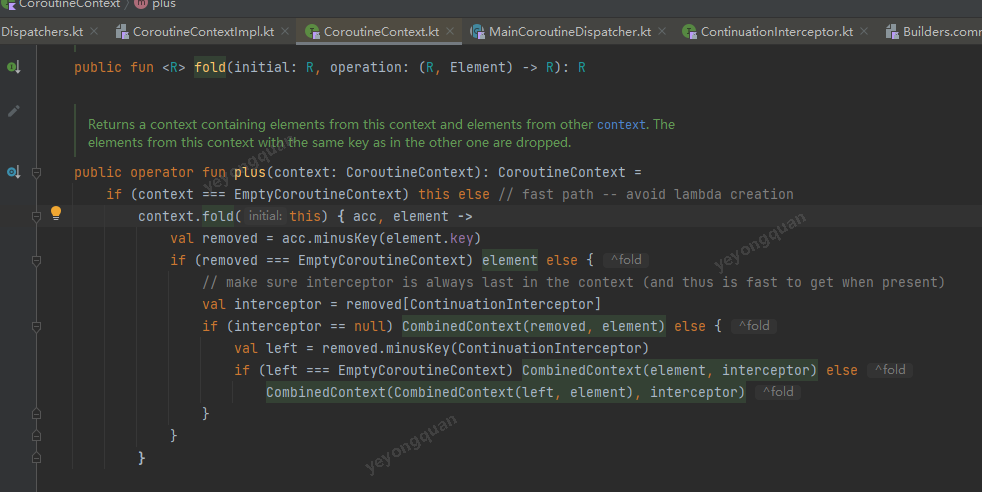 CoroutineContext plus
Dispatchers.kt CoroutineContextImpl.kt CoroutineContext.kt MainCoroutineDispatcher.kt ContinuationInterceptor.kt Builders.comm
public fun <R> fold(initial: R, operation: (R, Element) -> R): R
Returns a context containing elements from this context and elements from other context. The
elements from this context with the same key as in the other one are dropped.
public operator fun plus(context: CoroutineContext): CoroutineContext =
if (context === EmptyCoroutineContext) this else // fast path -- avoid lambda creation
context.fold( initial: this) { acc, element ->
val removed = acc.minusKey(element.key)
if (removed === EmptyCoroutineContext) element else { ^fold
// make sure interceptor is always last in the context (and thus is fast to get when present)
val interceptor = removed[ContinuationInterceptor]
if (interceptor == null) CombinedContext(removed, element) else { ^fold
val left = removed.minusKey(ContinuationInterceptor)
if (left === EmptyCoroutineContext) CombinedContext(element, interceptor) else ^fold
CombinedContext(CombinedContext(left, element), interceptor) ^fold
}
}
}
yeyongquan
yeyongquan
yeyongquan